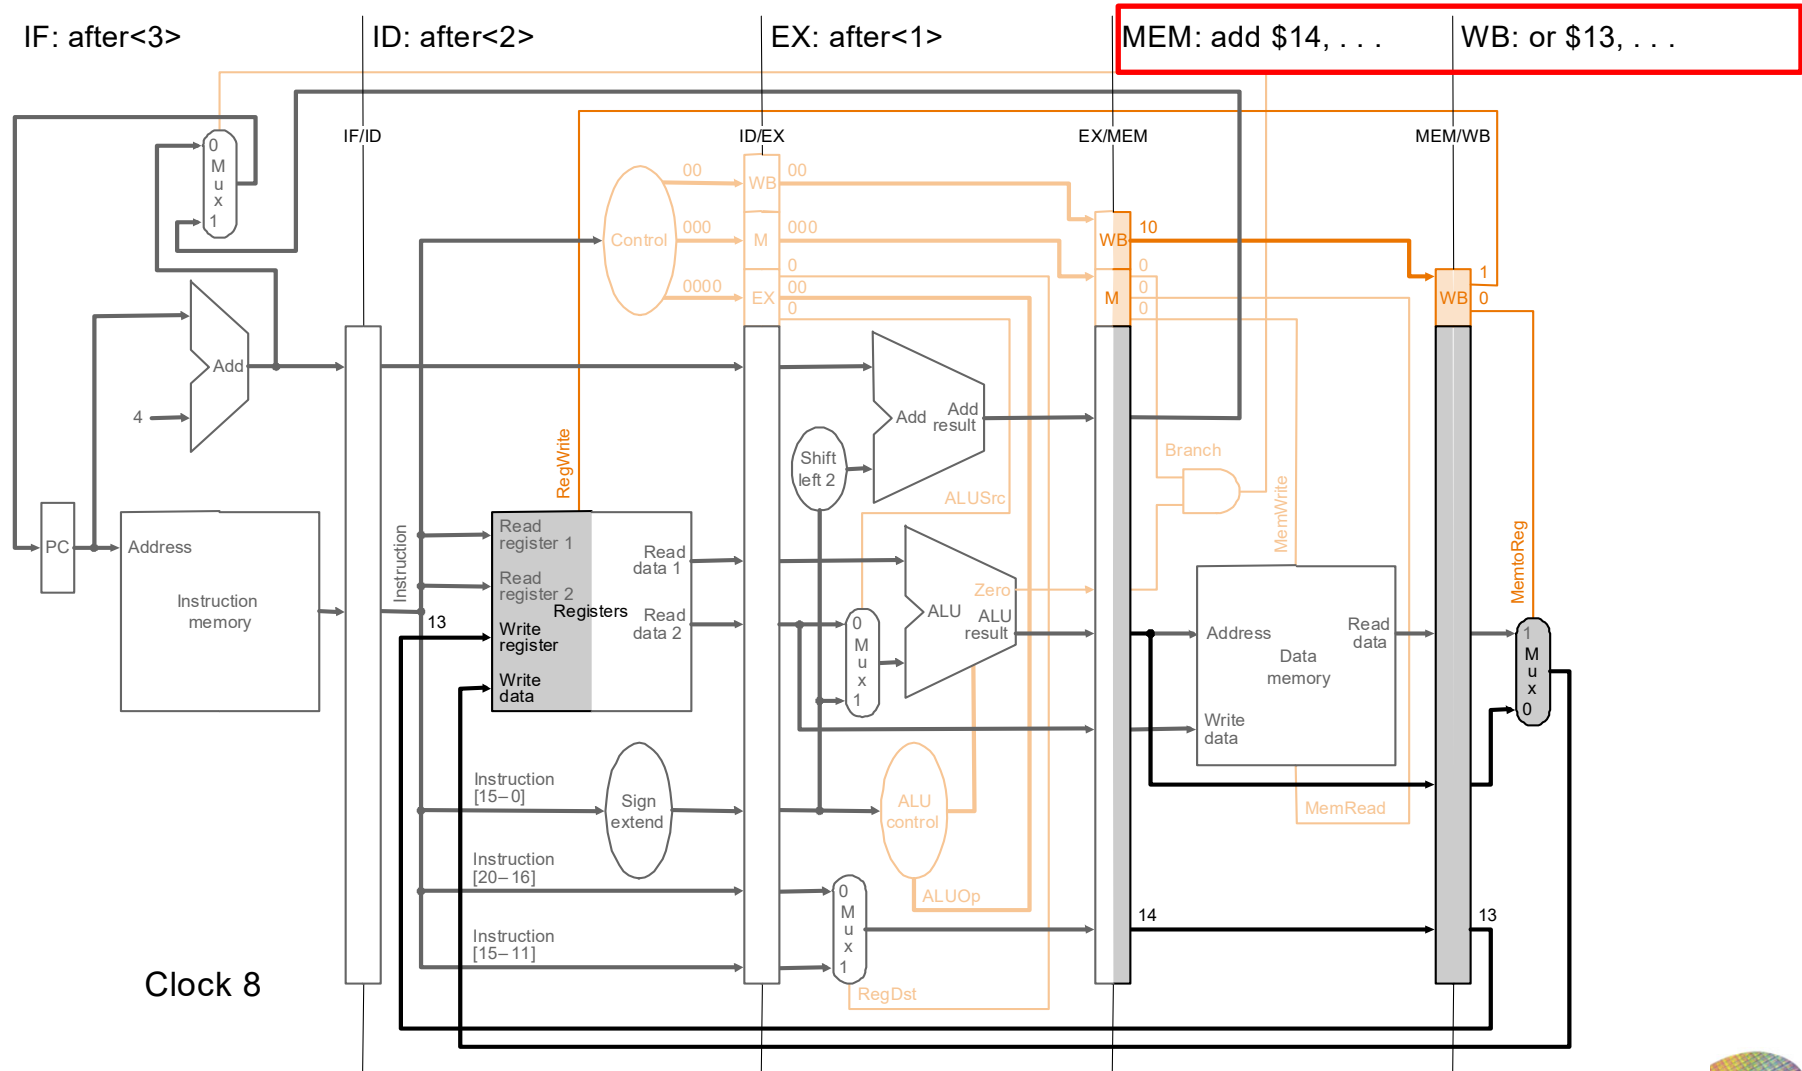 IF: after<3>
ID: after<2>
EX: after<1>
MEM: add $14, . . .
WB: or $13, . . .
IF/ID
ID/EX
EX/MEM
MEM/WB
0
M
u
x
1
00
WB
00
10
Control
000
M
000
WB
0
1
0000
EX
0
00
0
M
0
0
WB
0
Add
4
Add
Add
result
Shift
left 2
Branch
RegWrite
ALUSrc
MemWrite
MemtoReg
PC
Address
Instruction
memory
Instruction
Read
register 1
Read
register 2
Registers
13
Write
register
Write
data
Read
data 1
Read
data 2
0
M
u
x
1
Zero
ALU
ALU
result
Address
Read
data
Data
memory
Write
data
1
M
u
x
0
Instruction
[15–0]
Sign
extend
ALU
control
MemRead
Instruction
[20–16]
ALUOp
0
M
u
x
1
14
13
Instruction
[15–11]
RegDst
Clock 8